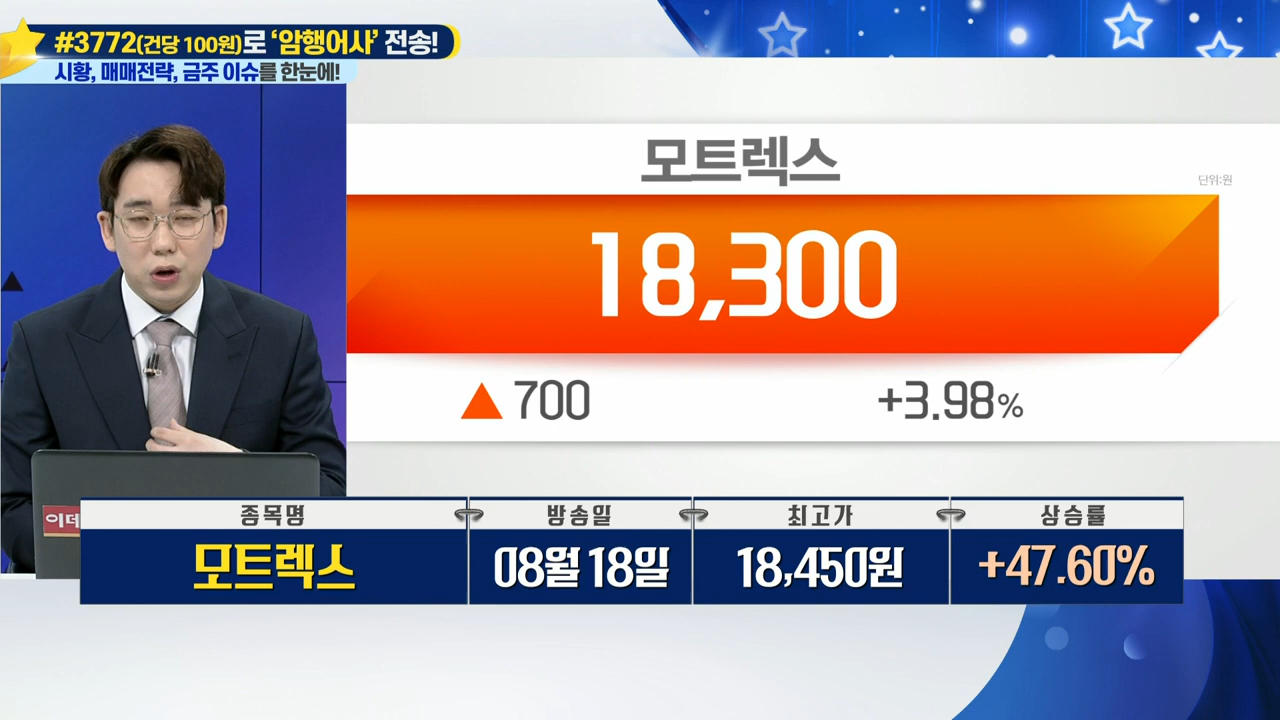 #3772(건당 100원)로 ‘암행어사’ 전송!
시황, 매매전략, 금주 이슈를 한눈에!
모트렉스
단위:원
18,300
▲700 +3.98%
이데
종목명 방송일 최고가 상승률
모트렉스 08월 18일 18,450원 +47.60%